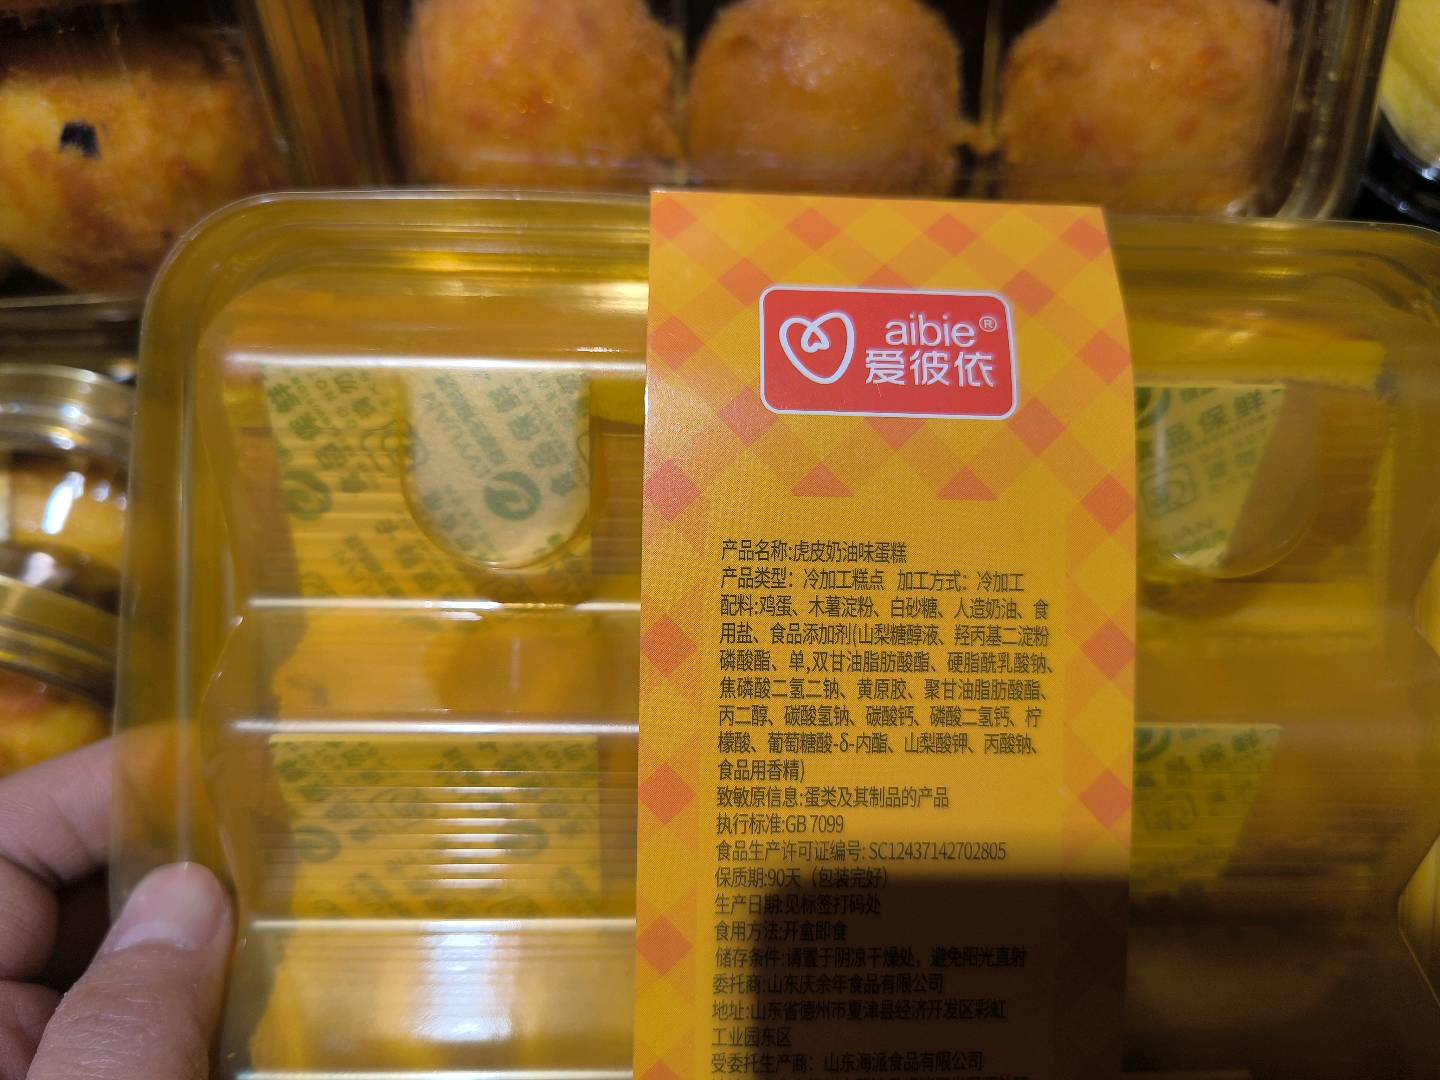 aibie®
爱彼依
产品名称:虎皮奶油味蛋糕
产品类型：冷加工糕点 加工方式：冷加工
配料:鸡蛋、木薯淀粉、白砂糖、人造奶油、食
用盐、食品添加剂(山梨糖醇液、羟丙基二淀粉
磷酸酯、单,双甘油脂肪酸酯、硬脂酰乳酸钠、
焦磷酸二氢二钠、黄原胶、聚甘油脂肪酸酯、
丙二醇、碳酸氢钠、碳酸钙、磷酸二氢钙、柠
檬酸、葡萄糖酸-δ-内酯、山梨酸钾、丙酸钠、
食品用香精)
致敏原信息:蛋类及其制品的产品
执行标准:GB 7099
食品生产许可证编号: SC12437142702805
保质期:90天（包装完好）
生产日期:见标签打码处
食用方法:开盒即食
储存条件:请置于阴凉干燥处，避免阳光直射
委托商:山东庆余年食品有限公司
地址:山东省德州市夏津县经济开发区彩虹
工业园东区
受委托生产商：山东海派食品有限公司